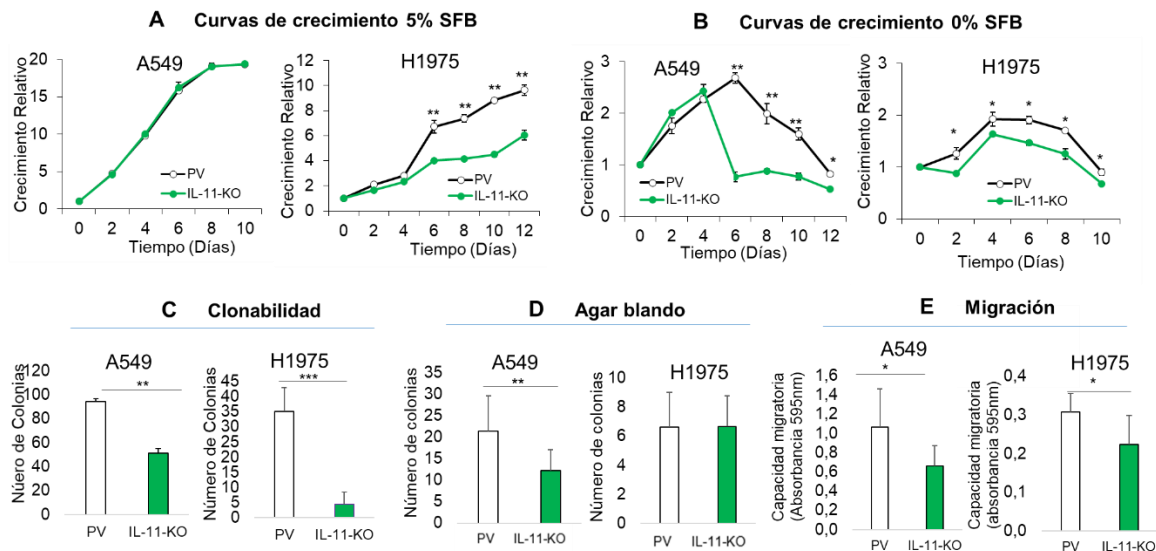 A Curvas de crecimiento 5% SFB
B Curvas de crecimiento 0% SFB
A549
Crecimiento Relativo
20
15
10
5
0
PV
IL-11-KO
0 2 4 6 8 10
Tiempo (Días)
H1975
Crecimiento Relativo
12
10
8
6
4
2
0
** ** ** **
PV
IL-11-KO
0 2 4 6 8 10 12
Tiempo (Días)
A549
Crecimiento Relarivo
3
2
1
0
** ** ** *
PV
IL-11-KO
0 2 4 6 8 10 12
Tiempo (Días)
H1975
Crecimiento Relativo
3
2
1
0
* * * * *
PV
IL-11-KO
0 2 4 6 8 10
Tiempo (Días)
C Clonabilidad
D Agar blando
E Migración
A549
Núero de Colonias
120
100
80
60
40
20
0
**
PV IL-11-KO
H1975
Número de Colonias
45
40
35
30
25
20
15
10
5
0
***
PV IL-11-KO
A549
Número de colonias
35
30
25
20
15
10
5
0
**
PV IL-11-KO
H1975
Número de colonias
10
8
6
4
2
0
PV IL-11-KO
A549
Capacidad migratoria
(Absorbancia 595nm)
1,6
1,4
1,2
1,0
0,8
0,6
0,4
0,2
0,0
*
PV IL-11-KO
H1975
Capacidad migratoria
(absorbancia 595nm)
0,4
0,3
0,2
0,1
0,0
*
PV IL-11-KO